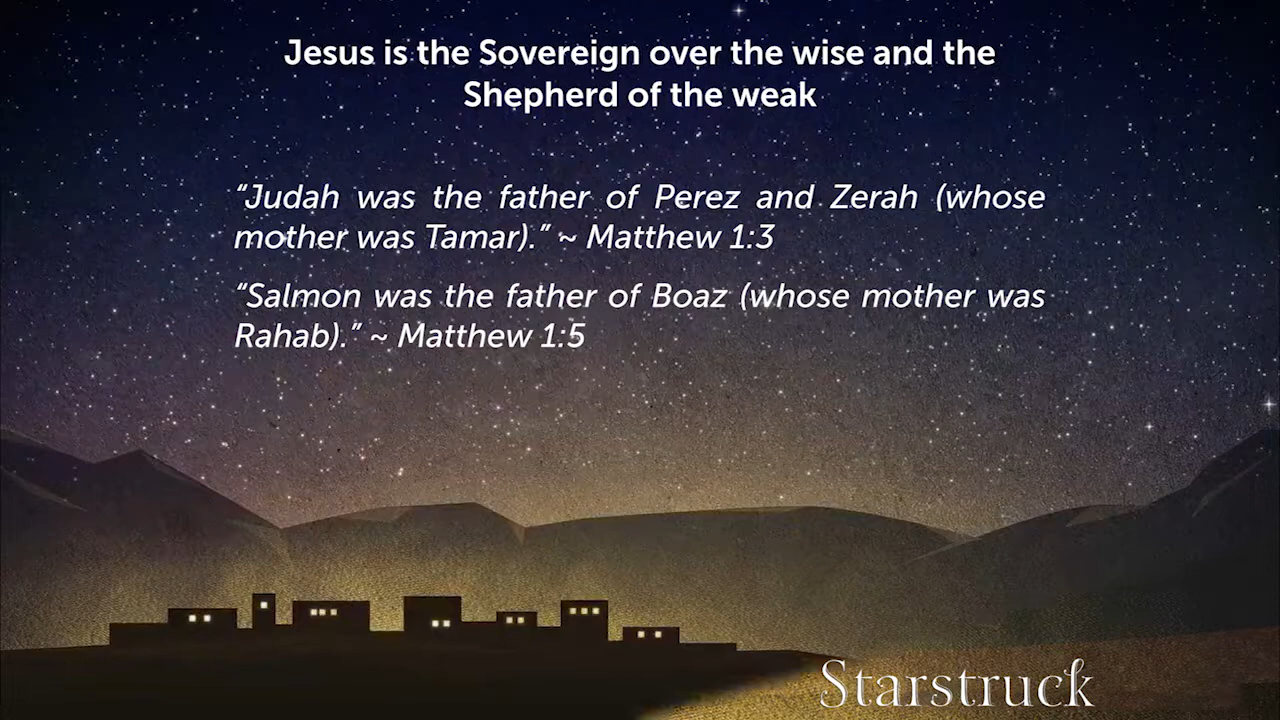 Jesus is the Sovereign over the wise and the
Shepherd of the weak
“Judah was the father of Perez and Zerah (whose
mother was Tamar).” ~ Matthew 1:3
“Salmon was the father of Boaz (whose mother was
Rahab).” ~ Matthew 1:5
Starstruck